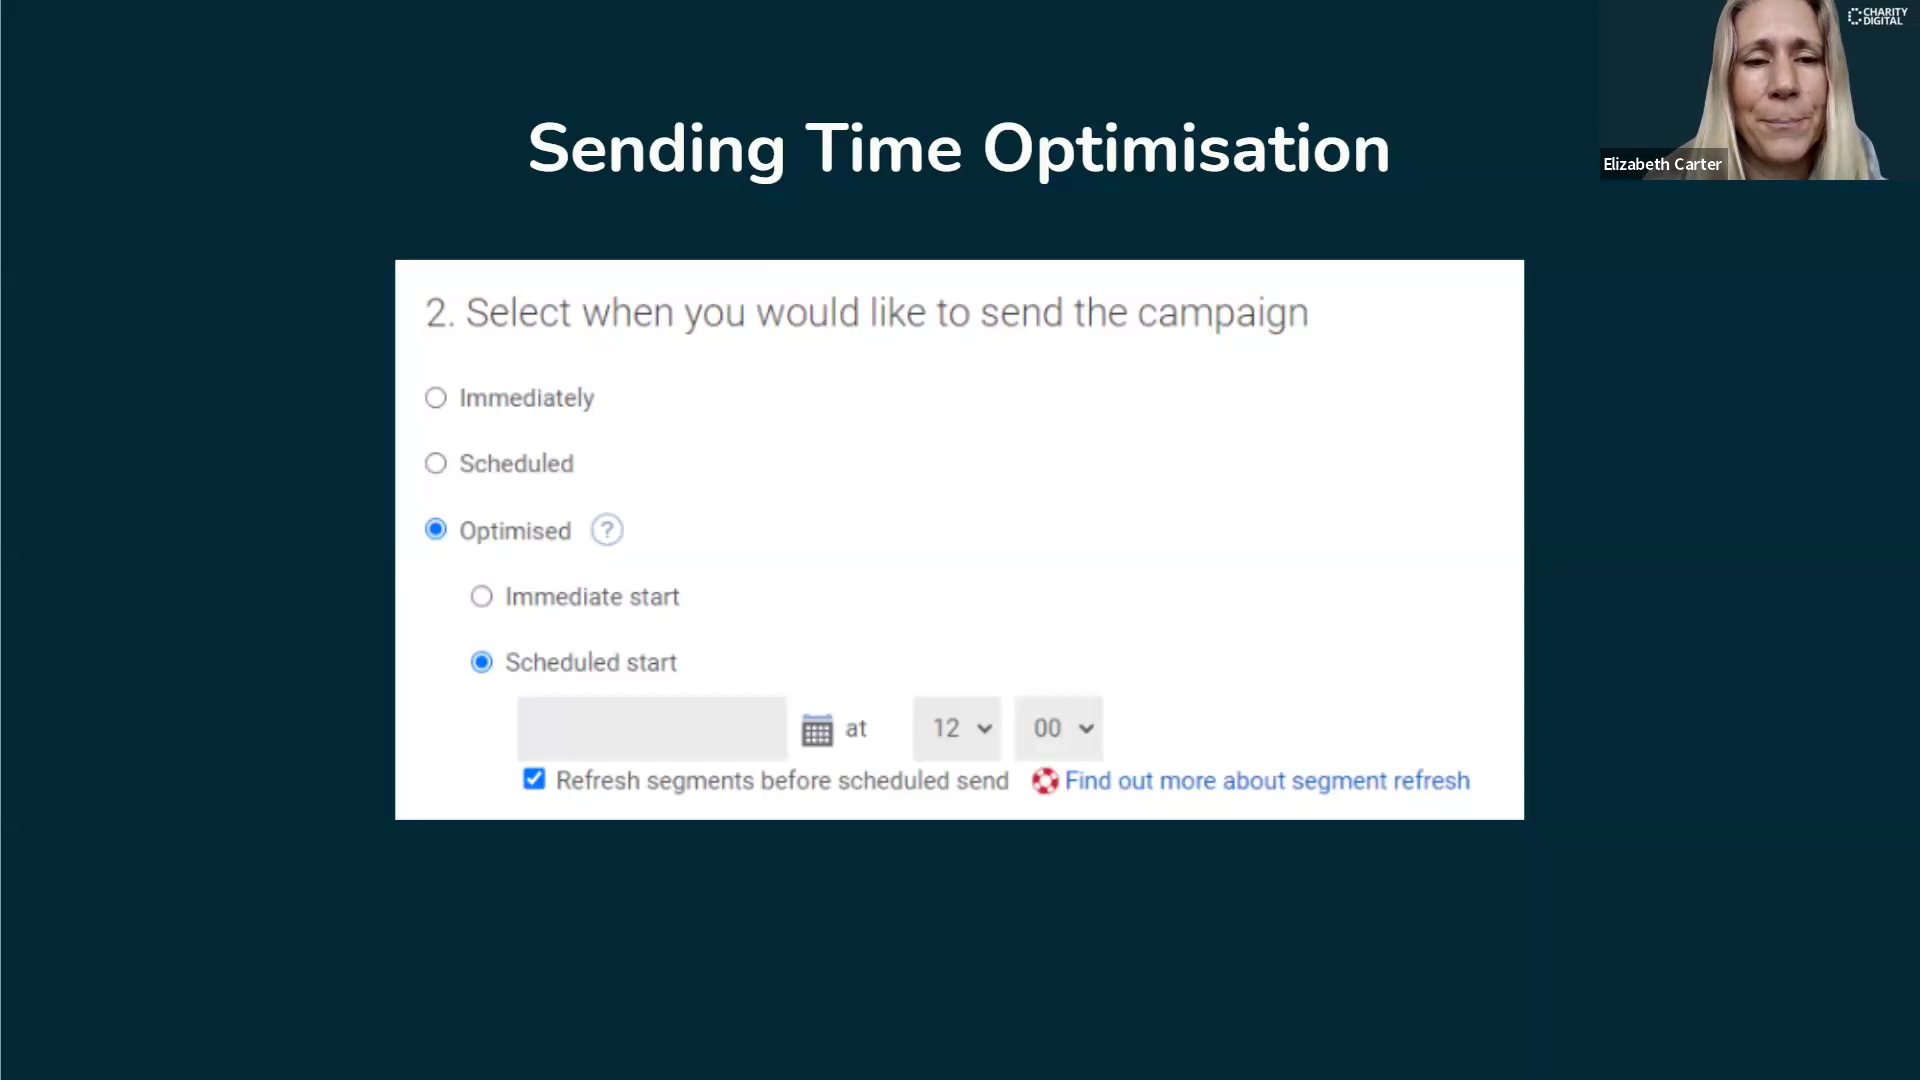 CHARITY
DIGITAL
Elizabeth Carter
Sending Time Optimisation
2. Select when you would like to send the campaign
Immediately
Scheduled
Optimised ?
Immediate start
Scheduled start
at 12 00
Refresh segments before scheduled send Find out more about segment refresh